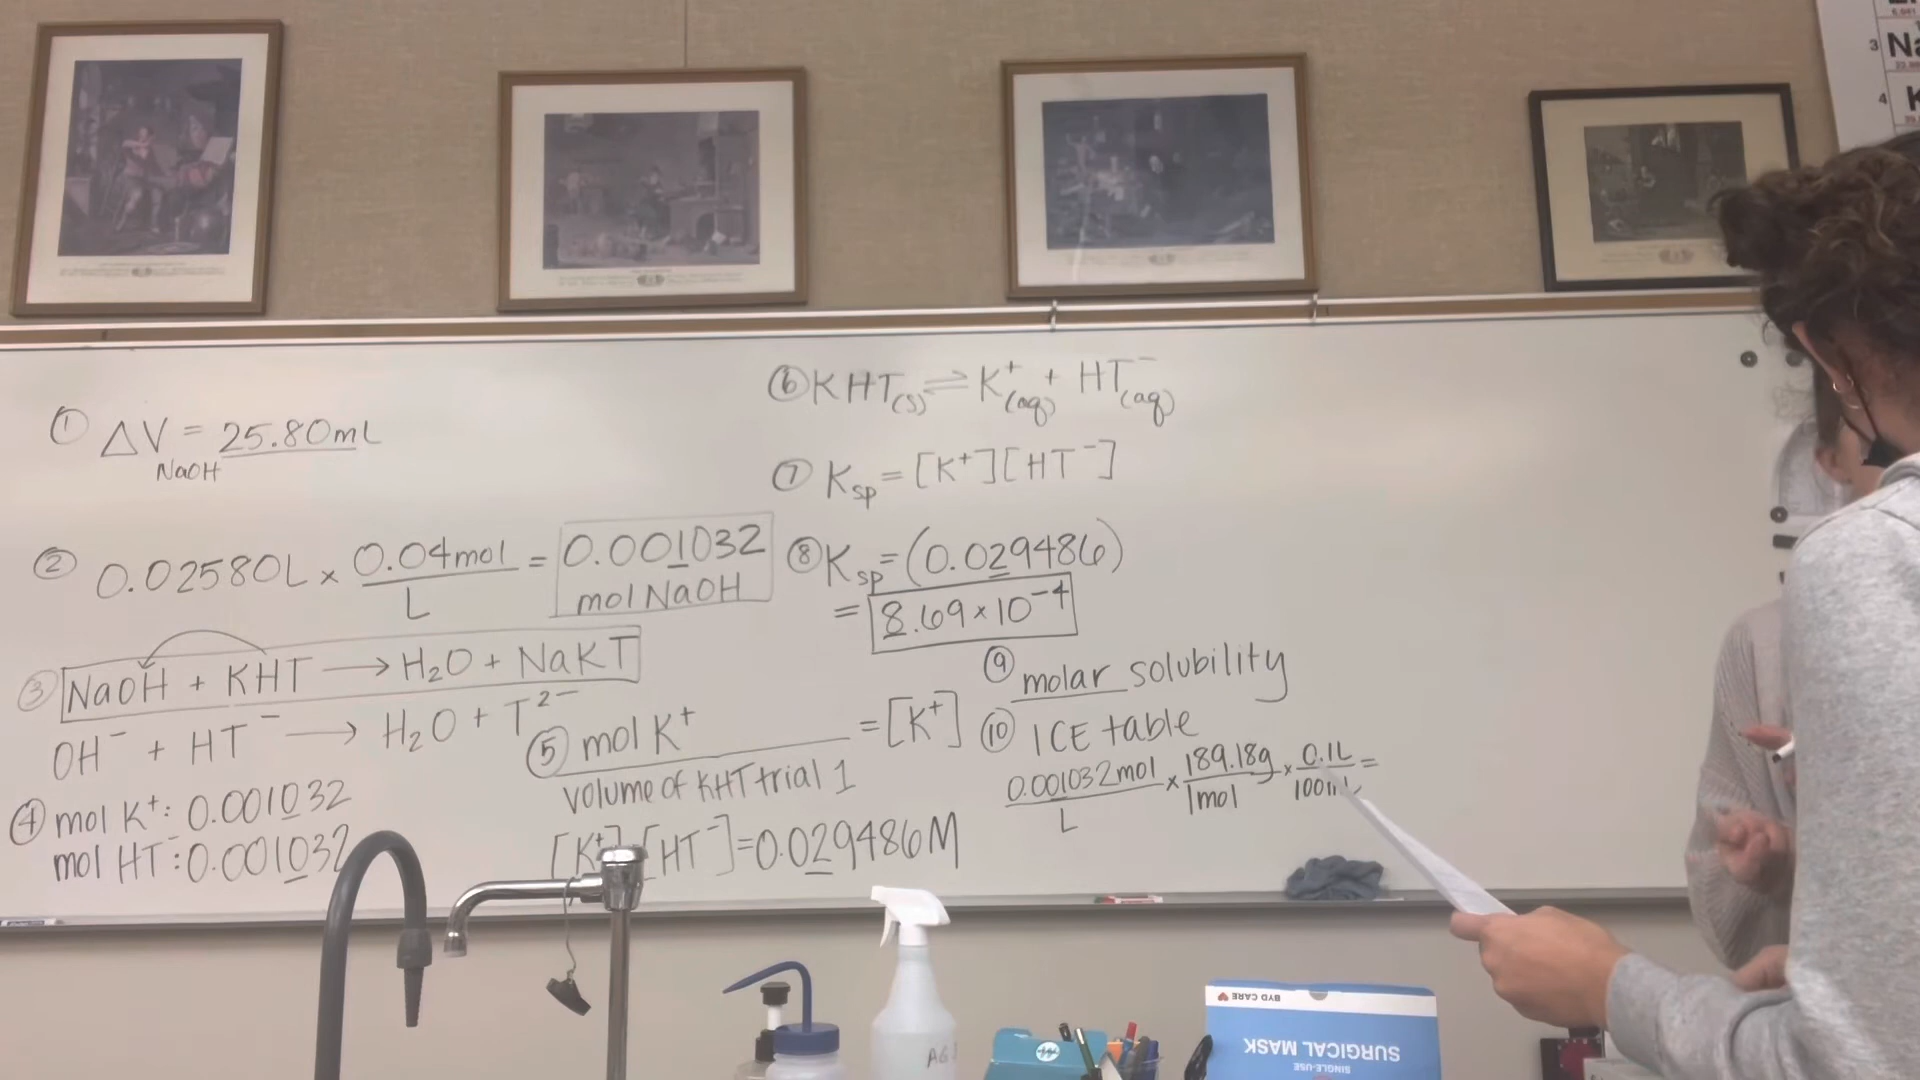 ① ΔV NaOH = 25.80mL
② 0.02580L × 0.04mol/L = 0.001032 mol NaOH
③ NaOH + KHT → H₂O + NaKT
OH⁻ + HT⁻ → H₂O + T²⁻
④ mol K⁺: 0.001032
mol HT⁻: 0.001032
⑤ mol K⁺ / volume of KHT trial 1 = [K⁺]
[K⁺] [HT⁻] = 0.029486M
⑥ KHT(s) ⇌ K⁺(aq) + HT⁻(aq)
⑦ Ksp = [K⁺][HT⁻]
⑧ Ksp = (0.029486)
= 8.69 × 10⁻⁴
⑨ molar solubility
⑩ ICE table
0.001032mol/L × 189.18g/1mol × 0.1L/100mL =
3 Na
4 K
BYD CARE
SINGLE-USE
SURGICAL MASK